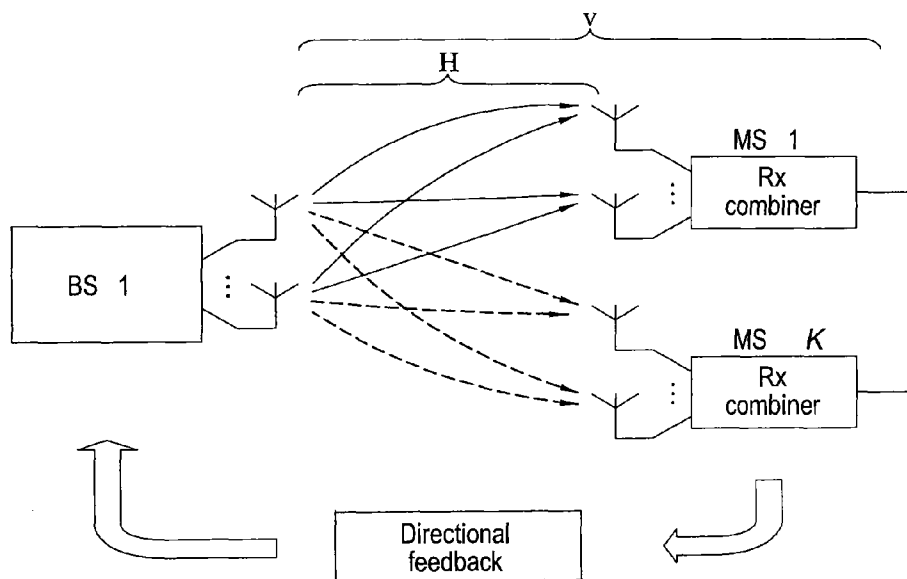 v
H
MS 1
Rx
combiner
BS 1
MS K
Rx
combiner
Directional
feedback